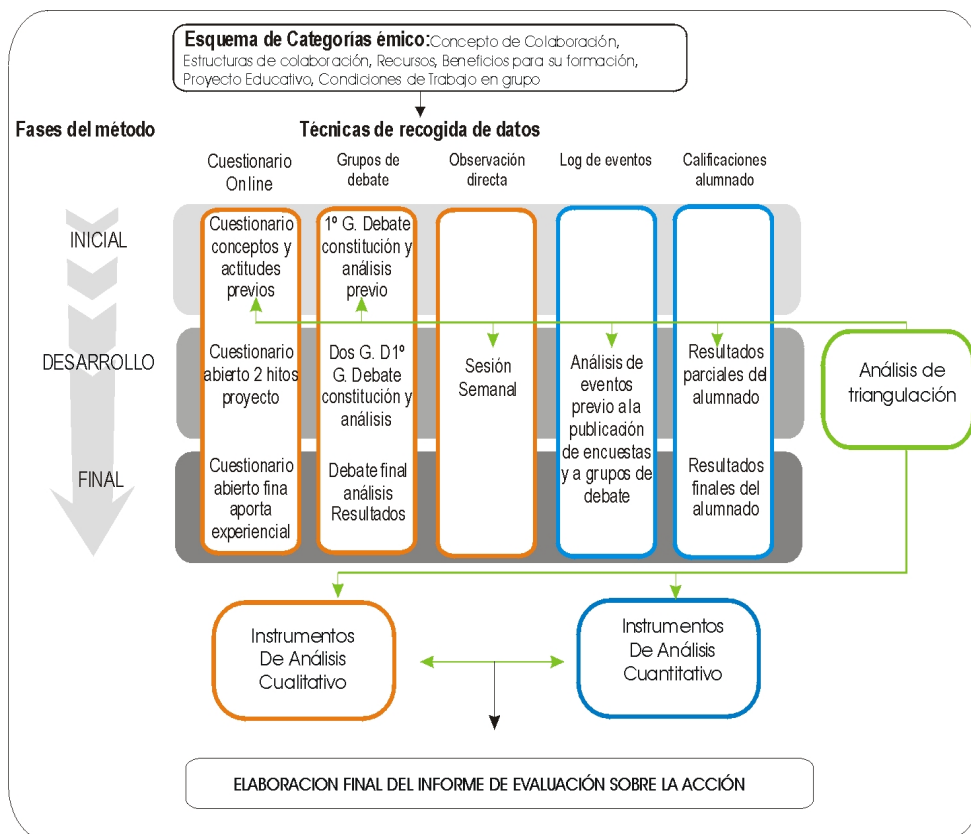 Esquema de Categorías émico: Concepto de Colaboración,
Estructuras de colaboración, Recursos, Beneficios para su formación,
Proyecto Educativo, Condiciones de Trabajo en grupo
Fases del método
Técnicas de recogida de datos
Cuestionario
Online
Grupos de
debate
Observación
directa
Log de eventos
Calificaciones
alumnado
INICIAL
Cuestionario
conceptos y
actitudes
previos
1º G. Debate
constitución y
análisis
previo
DESARROLLO
Cuestionario
abierto 2 hitos
proyecto
Dos G. D1º
G. Debate
constitución y
análisis
Sesión
Semanal
Análisis de
eventos
previo a la
publicación
de encuestas
y a grupos de
debate
Resultados
parciales del
alumnado
Análisis de
triangulación
FINAL
Cuestionario
abierto fina
aporta
experiencial
Debate final
análisis
Resultados
Resultados
finales del
alumnado
Instrumentos
De Análisis
Cualitativo
Instrumentos
De Análisis
Cuantitativo
ELABORACION FINAL DEL INFORME DE EVALUACIÓN SOBRE LA ACCIÓN